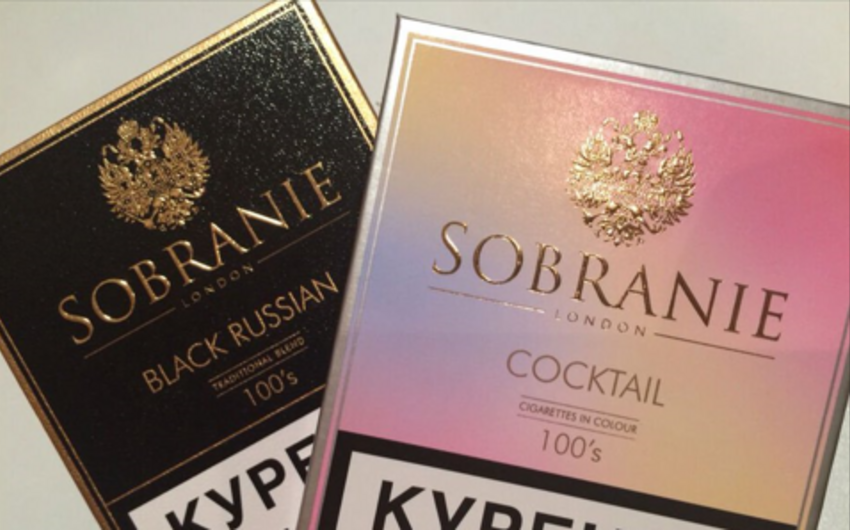 SOBRANIE
LONDON
BLACK RUSSIAN
TRADITIONAL BLEND
100's
SOBRANIE
LONDON
COCKTAIL
CIGARETTES IN COLOUR
100's